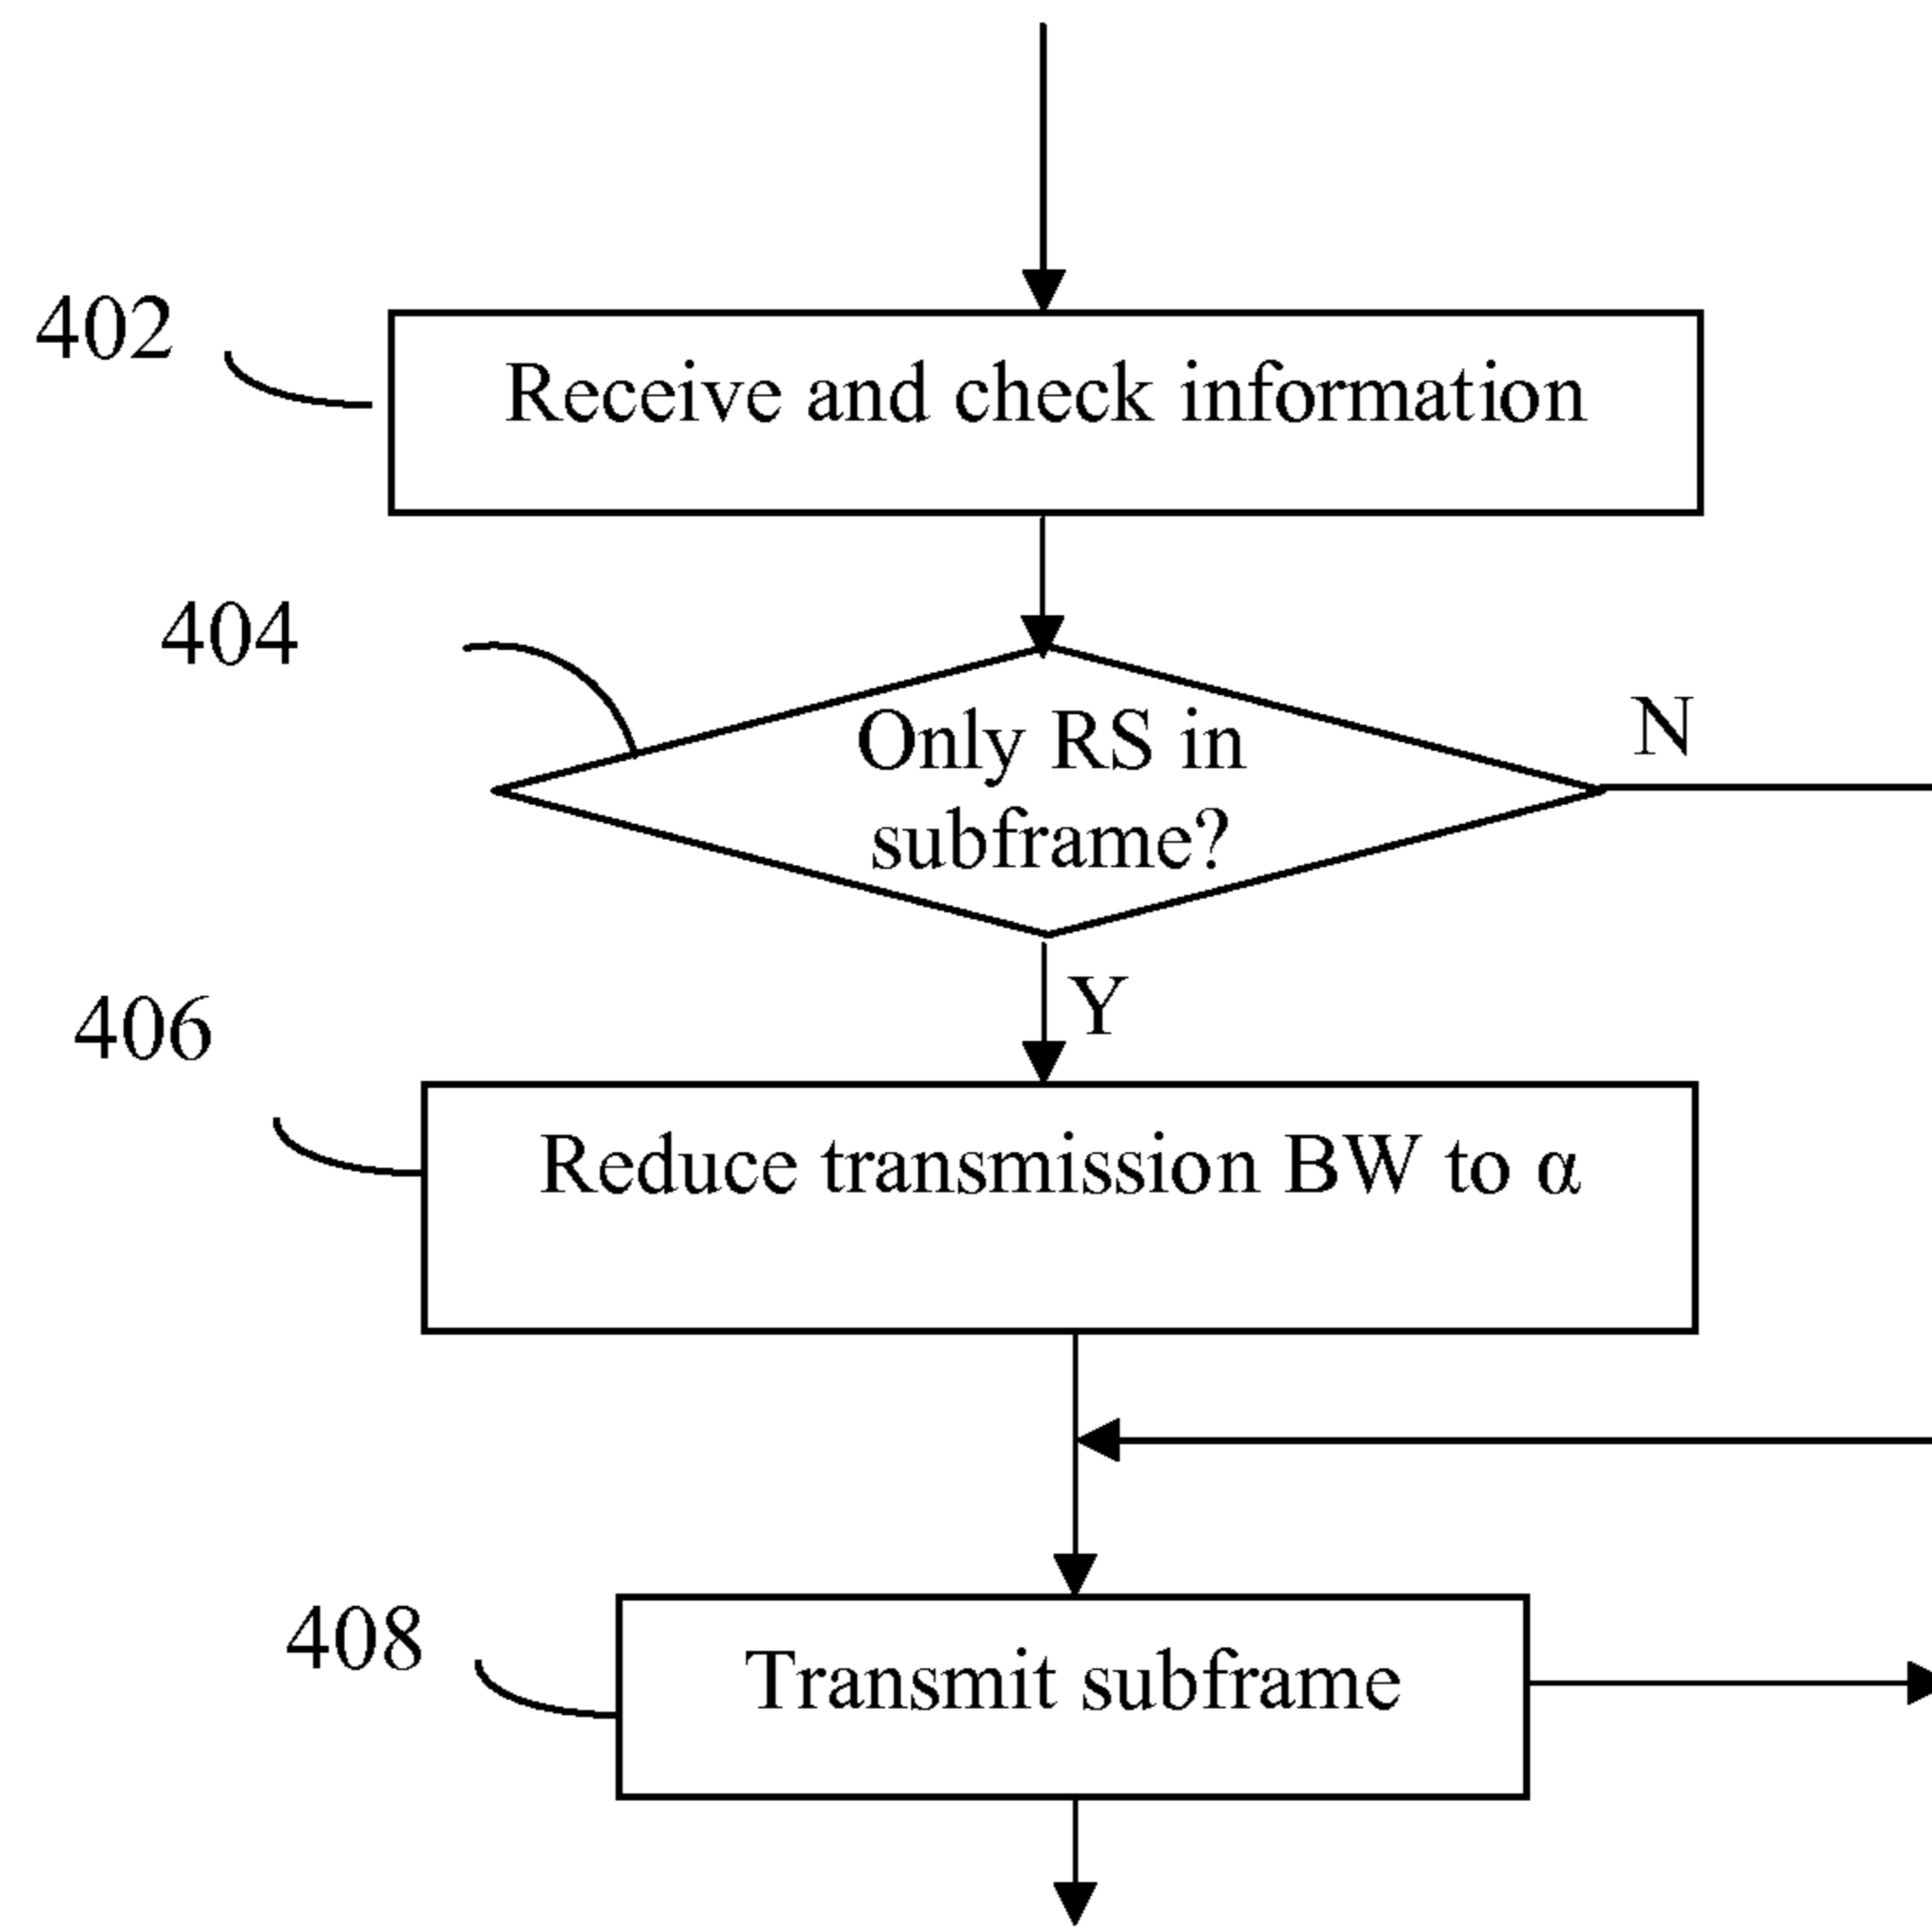 402
Receive and check information
404
Only RS in
subframe?
N
Y
406
Reduce transmission BW to α
408
Transmit subframe